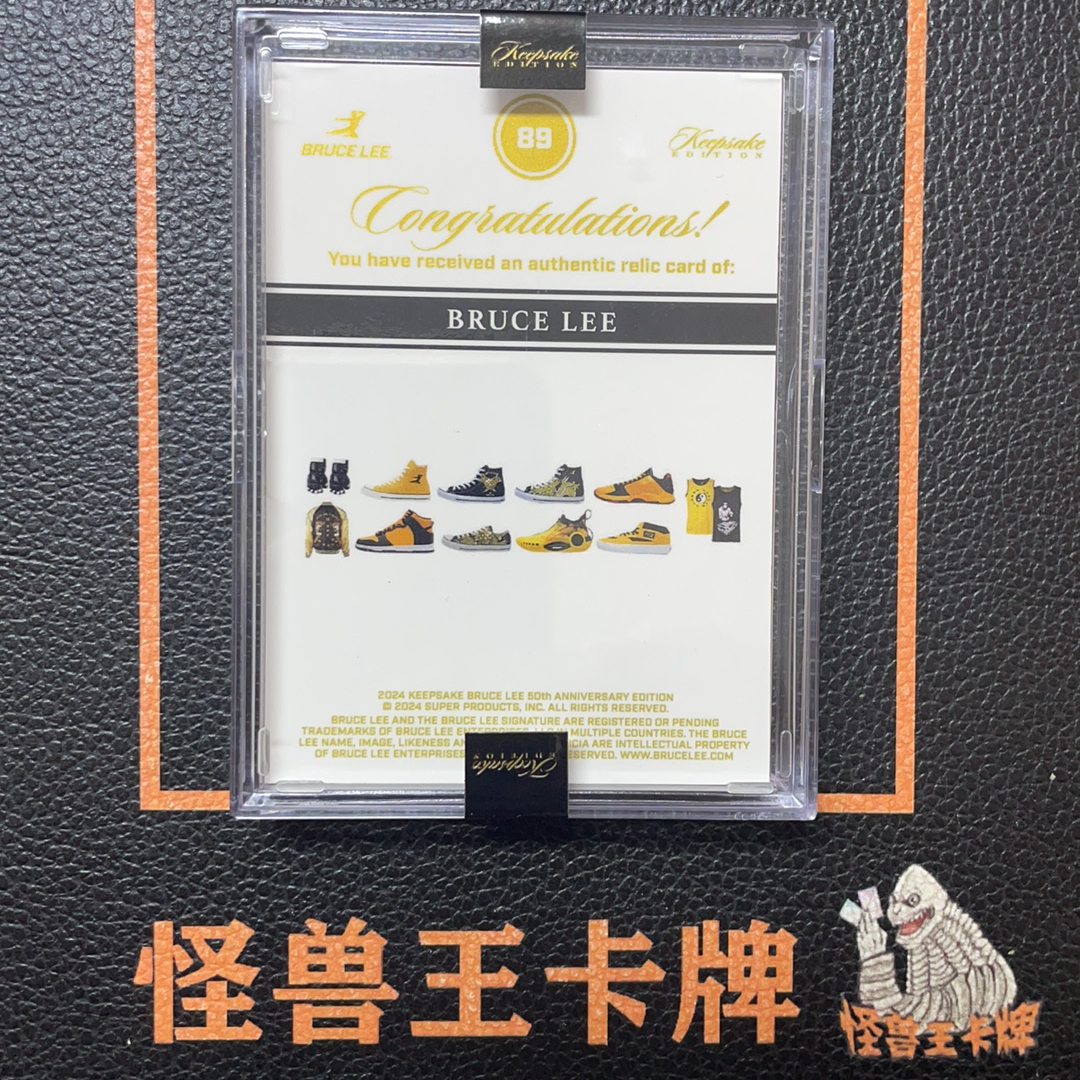 Keepsake
EDITION
BRUCE LEE
89
Keepsake
EDITION
Congratulations!
You have received an authentic relic card of:
BRUCE LEE
2024 KEEPSAKE BRUCE LEE 50th ANNIVERSARY EDITION
© 2024 SUPER PRODUCTS, INC. ALL RIGHTS RESERVED.
BRUCE LEE AND THE BRUCE LEE SIGNATURE ARE REGISTERED OR PENDING
TRADEMARKS OF BRUCE LEE IN MULTIPLE COUNTRIES. THE BRUCE
LEE NAME, IMAGE, LIKENESS ARE INTELLECTUAL PROPERTY
OF BRUCE LEE ENTERPRISES RESERVED. WWW.BRUCELEE.COM
Keepsake
EDITION
怪兽王卡牌
怪兽王卡牌